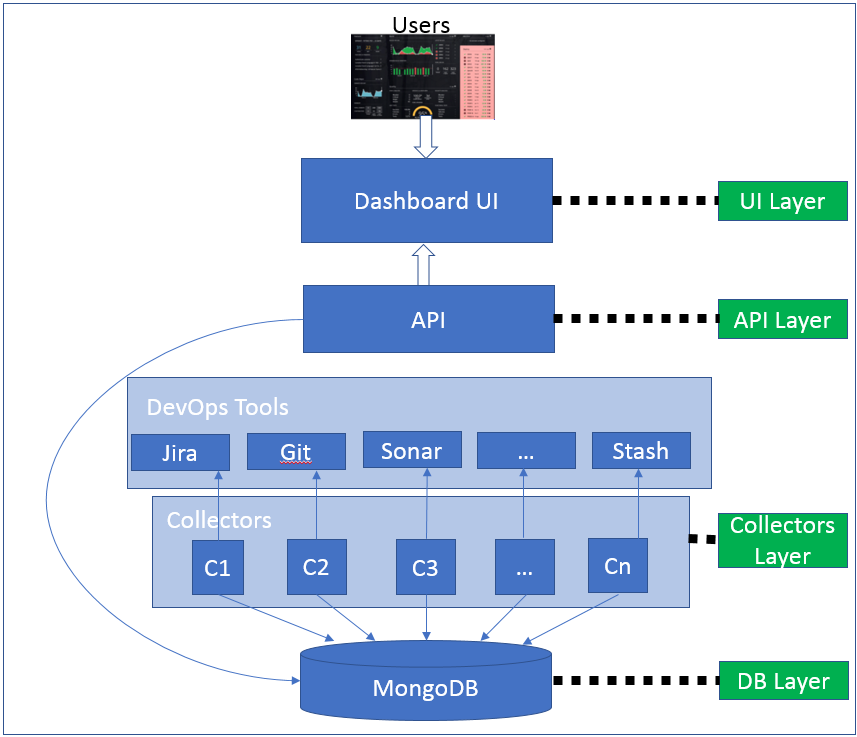 Users
Dashboard UI
UI Layer
API
API Layer
DevOps Tools
Jira
Git
Sonar
...
Stash
Collectors
Collectors
Layer
C1
C2
C3
...
Cn
MongoDB
DB Layer